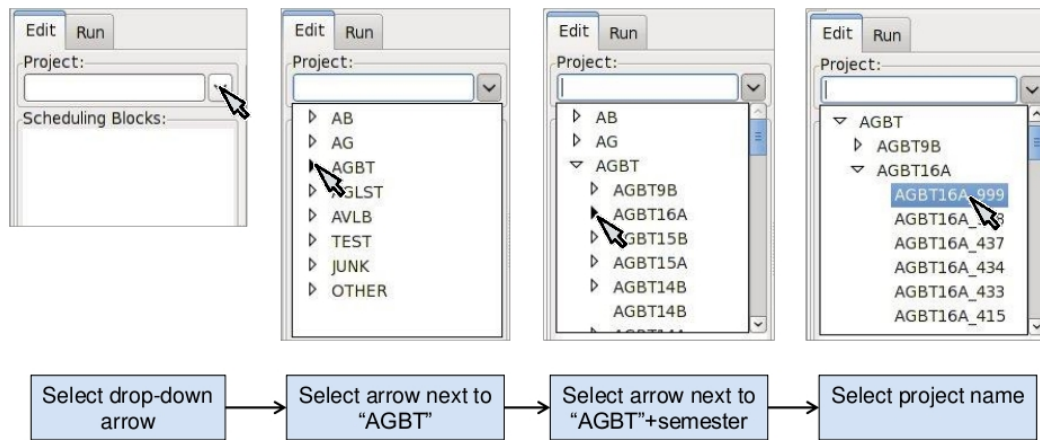 Edit Run
Project:
Scheduling Blocks:
Edit Run
Project:
AB
AG
AGBT
AGLST
AVLB
TEST
JUNK
OTHER
Edit Run
Project:
AB
AG
AGBT
AGBT9B
AGBT16A
AGBT15B
AGBT15A
AGBT14B
AGBT14B
Edit Run
Project:
AGBT
AGBT9B
AGBT16A
AGBT16A_999
AGBT16A_437
AGBT16A_434
AGBT16A_433
AGBT16A_415
Select drop-down
arrow
Select arrow next to
“AGBT”
Select arrow next to
“AGBT”+semester
Select project name